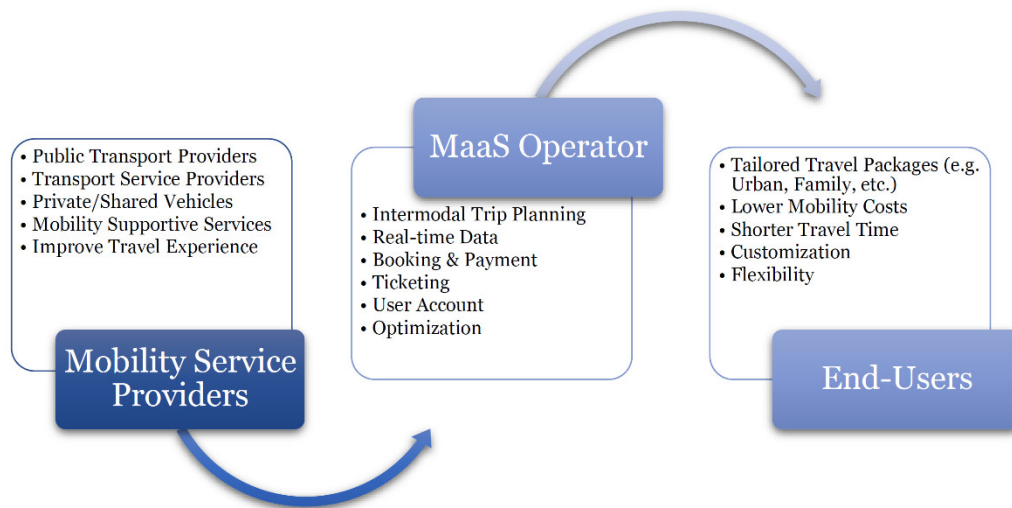 • Public Transport Providers
• Transport Service Providers
• Private/Shared Vehicles
• Mobility Supportive Services
• Improve Travel Experience
Mobility Service
Providers
MaaS Operator
• Intermodal Trip Planning
• Real-time Data
• Booking & Payment
• Ticketing
• User Account
• Optimization
• Tailored Travel Packages (e.g.
Urban, Family, etc.)
• Lower Mobility Costs
• Shorter Travel Time
• Customization
• Flexibility
End-Users